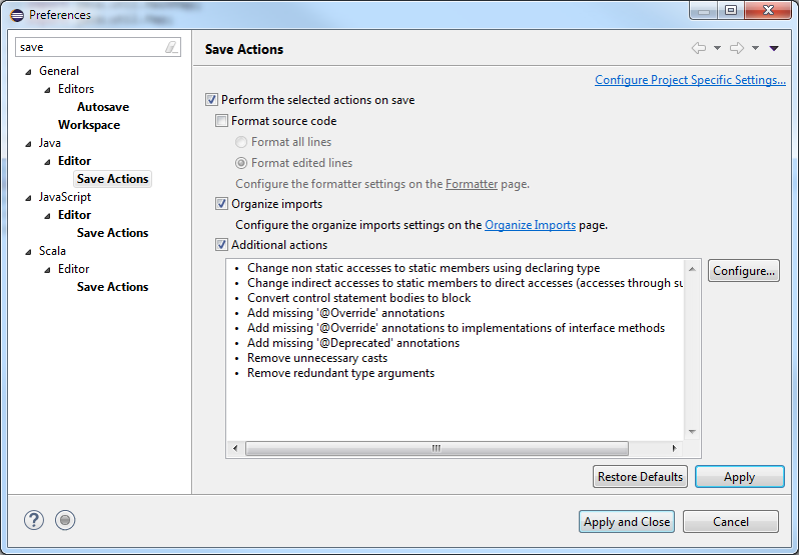 Preferences
save
Save Actions
Configure Project Specific Settings...
General
Editors
Autosave
Workspace
Java
Editor
Save Actions
JavaScript
Editor
Save Actions
Scala
Editor
Save Actions
Perform the selected actions on save
Format source code
Format all lines
Format edited lines
Configure the formatter settings on the Formatter page.
Organize imports
Configure the organize imports settings on the Organize Imports page.
Additional actions
• Change non static accesses to static members using declaring type
• Change indirect accesses to static members to direct accesses (accesses through su
• Convert control statement bodies to block
• Add missing '@Override' annotations
• Add missing '@Override' annotations to implementations of interface methods
• Add missing '@Deprecated' annotations
• Remove unnecessary casts
• Remove redundant type arguments
Configure...
Restore Defaults
Apply
?
Apply and Close
Cancel